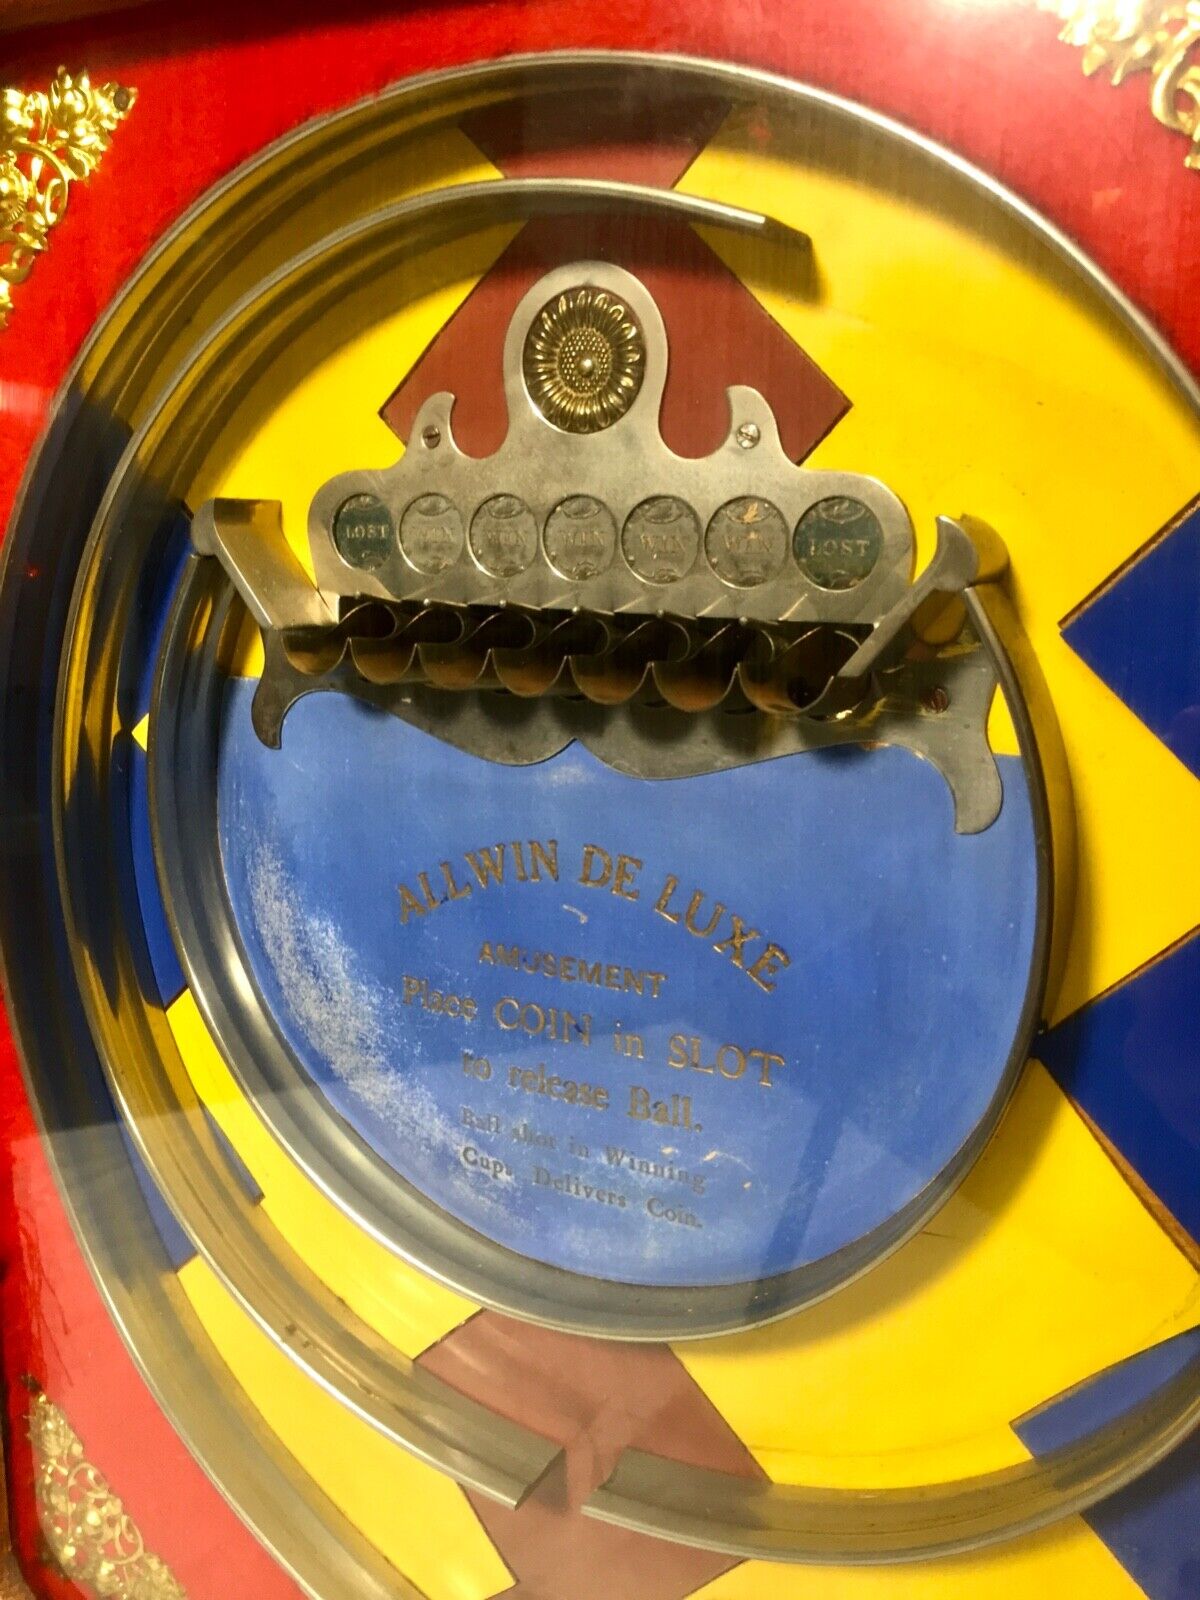 LOST WIN WIN WIN WIN WIN LOST
ALLWIN DE LUXE
AMUSEMENT
Place COIN in SLOT
to release Ball.
Ball shot in Winning
Cups Delivers Coin.